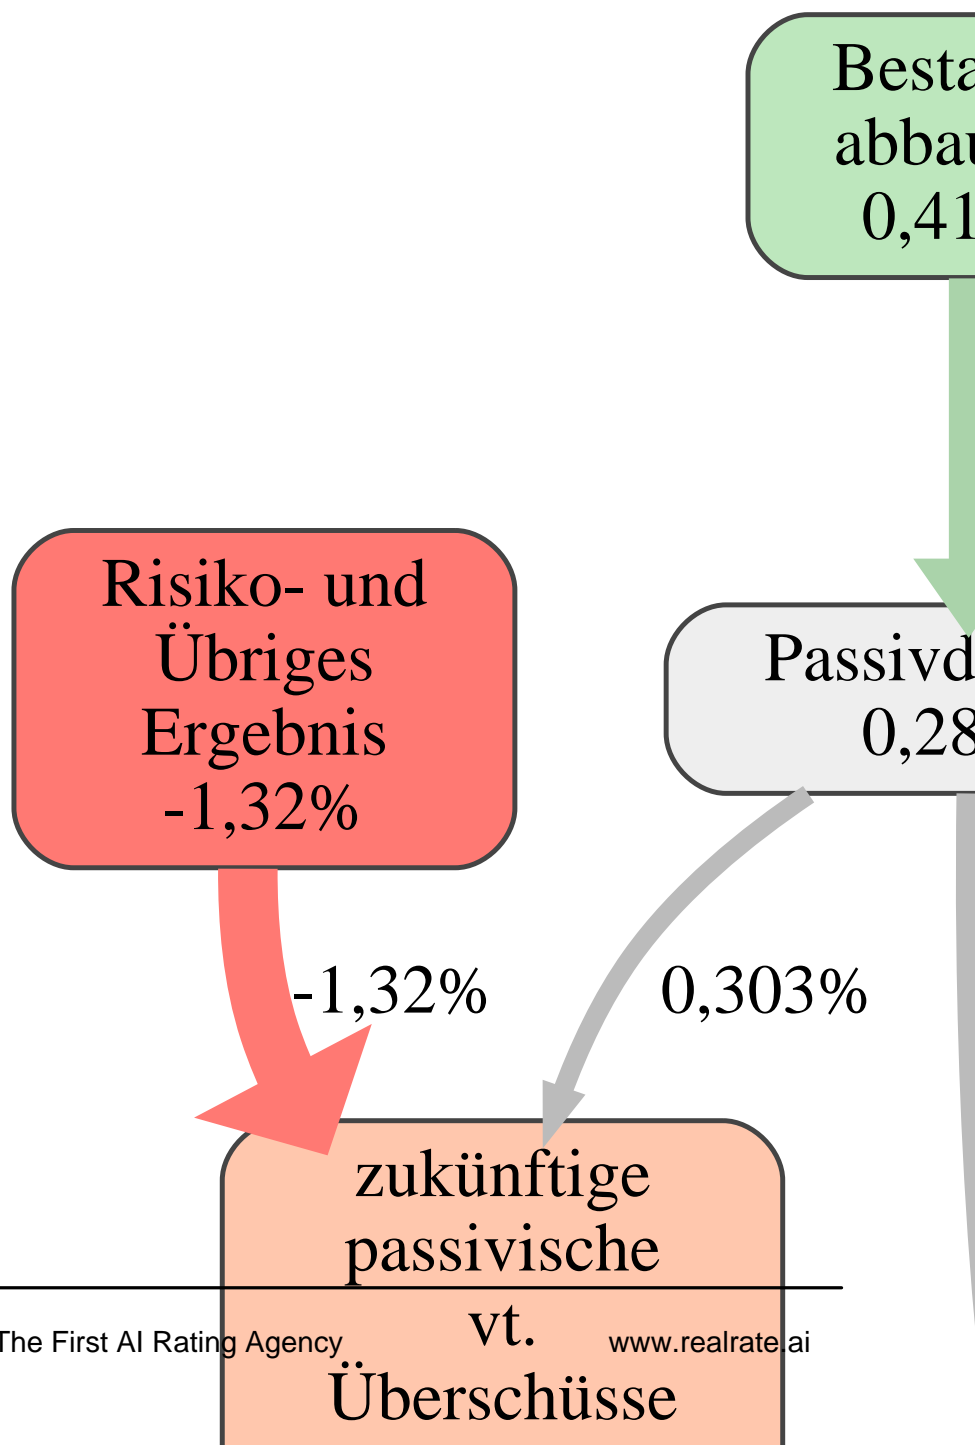 Risiko- und
Übriges
Ergebnis
-1,32%
-1,32%
0,303%
zukünftige
passivische
vt.
Überschüsse
The First AI Rating Agency
www.realrate.ai